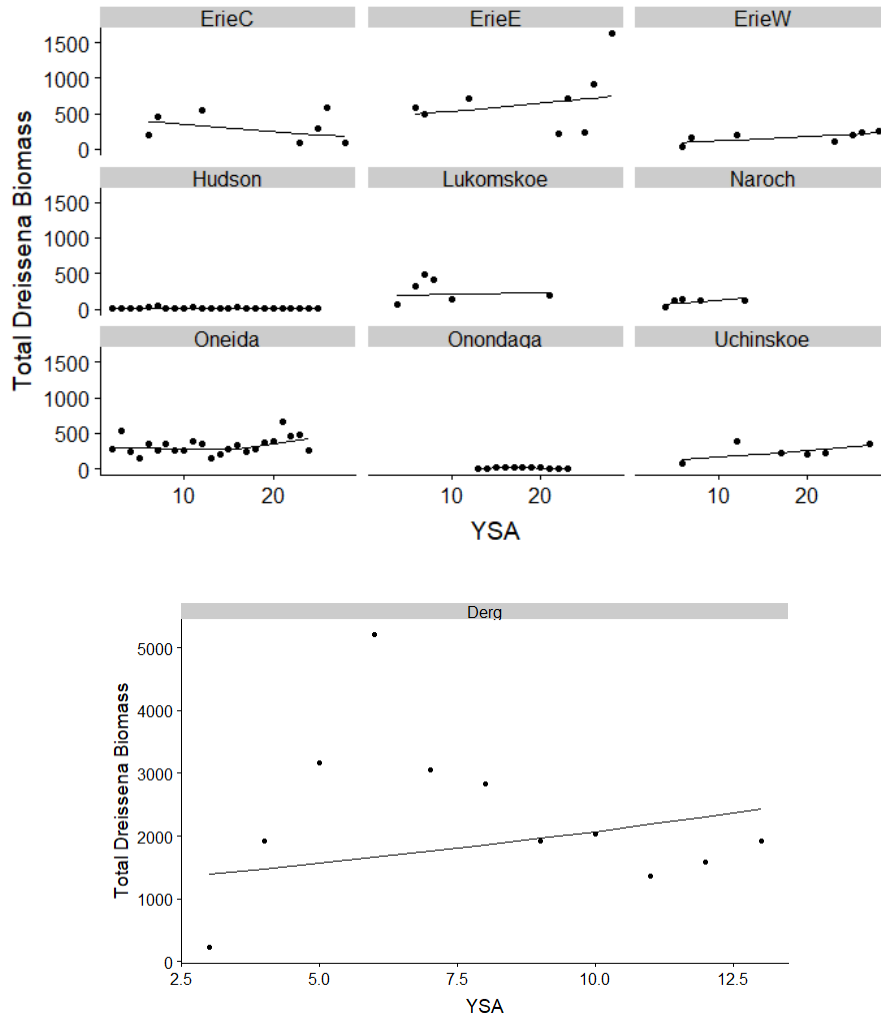 ErieC ErieE ErieW
1500
1000
500
0
Hudson Lukomskoe Naroch
1500
1000
500
0
Oneida Onondaga Uchinskoe
1500
1000
500
0
10 20 10 20 10 20
Total Dreissena Biomass
YSA
Derg
5000
4000
3000
2000
1000
0
2.5 5.0 7.5 10.0 12.5
Total Dreissena Biomass
YSA